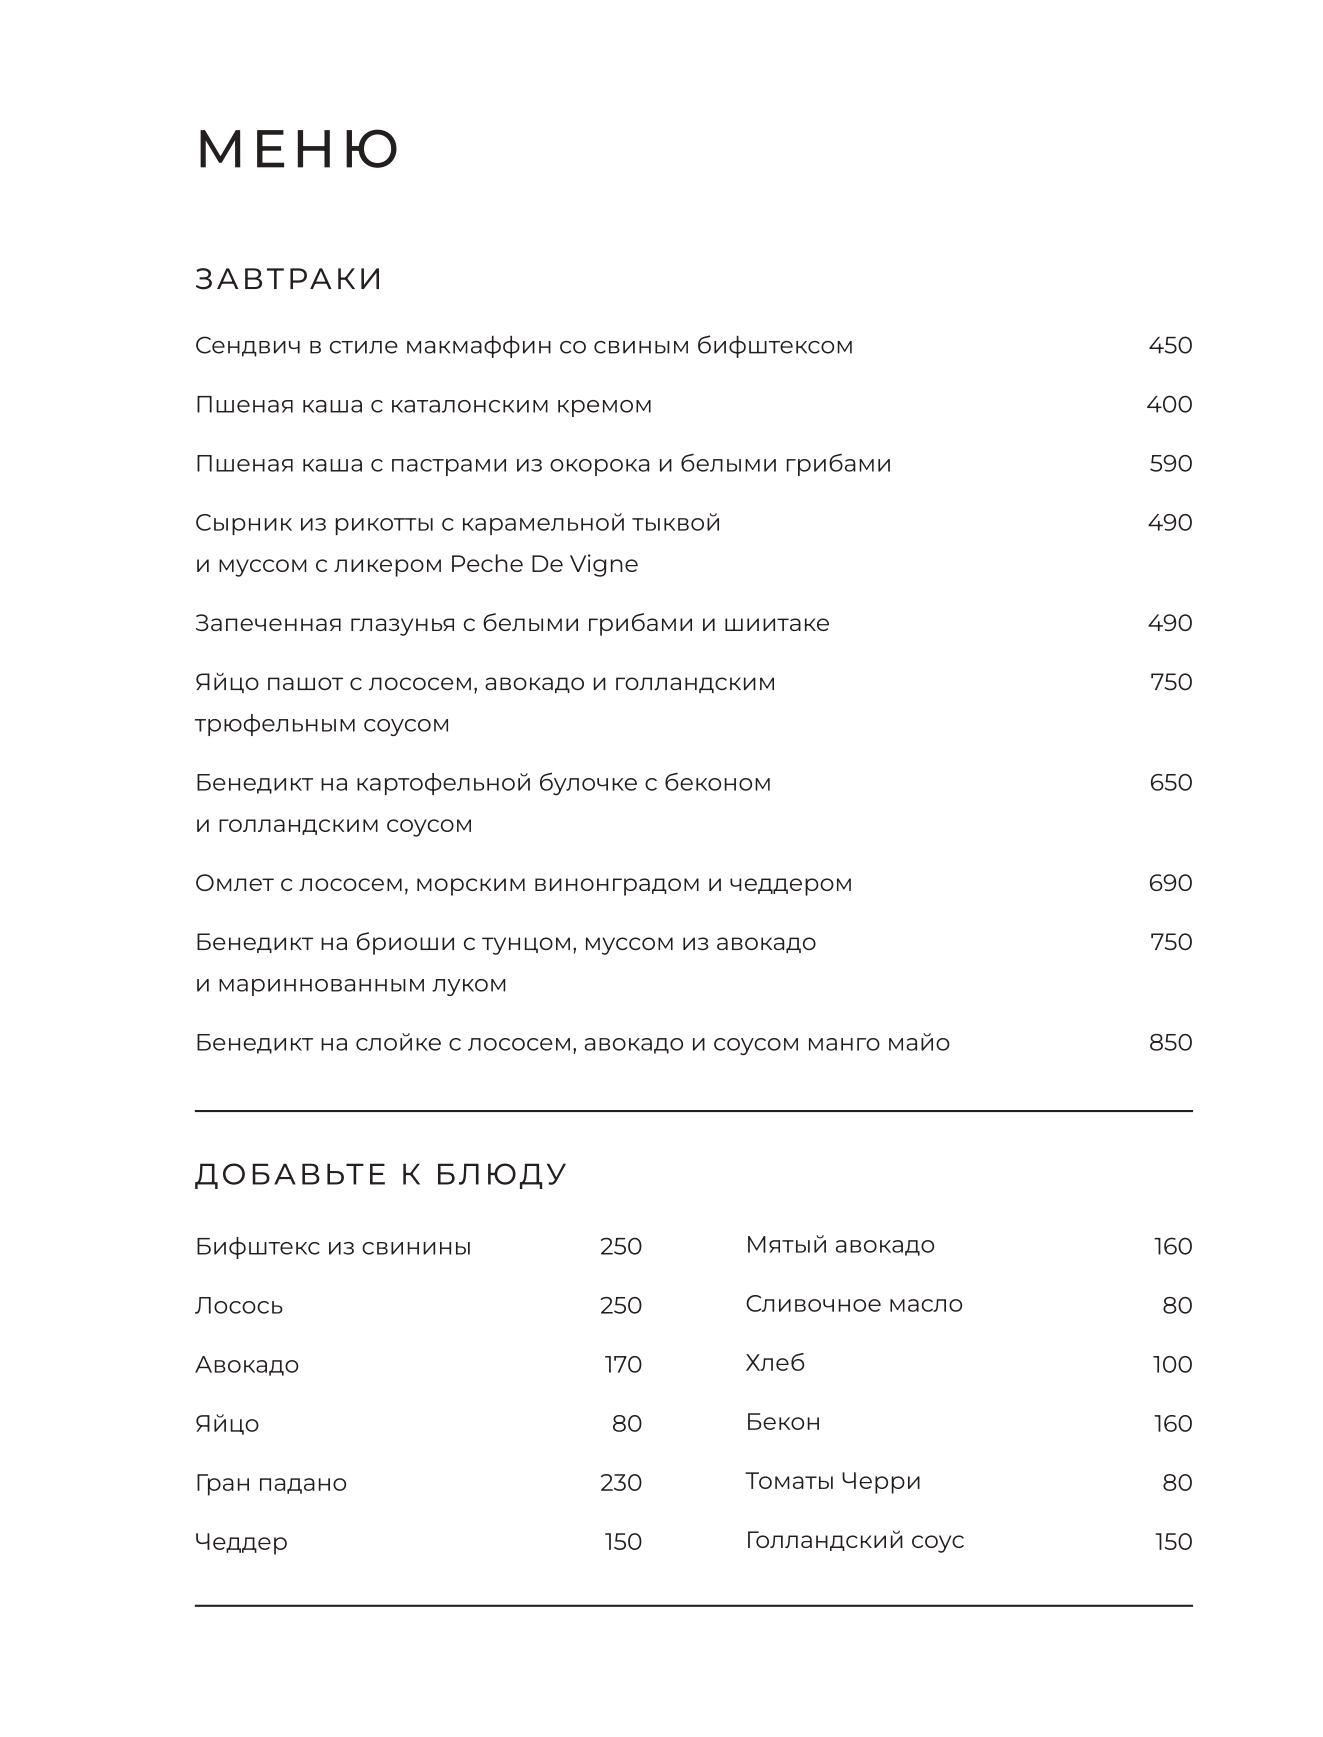 МЕНЮ
ЗАВТРАКИ
Сендвич в стиле макмаффин со свиным бифштексом 450
Пшеная каша с каталонским кремом 400
Пшеная каша с пастрами из окорока и белыми грибами 590
Сырник из рикотты с карамельной тыквой 490
и муссом с ликером Peche De Vigne
Запеченная глазунья с белыми грибами и шиитаке 490
Яйцо пашот с лососем, авокадо и голландским 750
трюфельным соусом
Бенедикт на картофельной булочке с беконом 650
и голландским соусом
Омлет с лососем, морским винонградом и чеддером 690
Бенедикт на бриоши с тунцом, муссом из авокадо 750
и мариннованным луком
Бенедикт на слойке с лососем, авокадо и соусом манго майо 850
ДОБАВЬТЕ К БЛЮДУ
Бифштекс из свинины 250
Лосось 250
Авокадо 170
Яйцо 80
Гран падано 230
Чеддер 150
Мятый авокадо 160
Сливочное масло 80
Хлеб 100
Бекон 160
Томаты Черри 80
Голландский соус 150